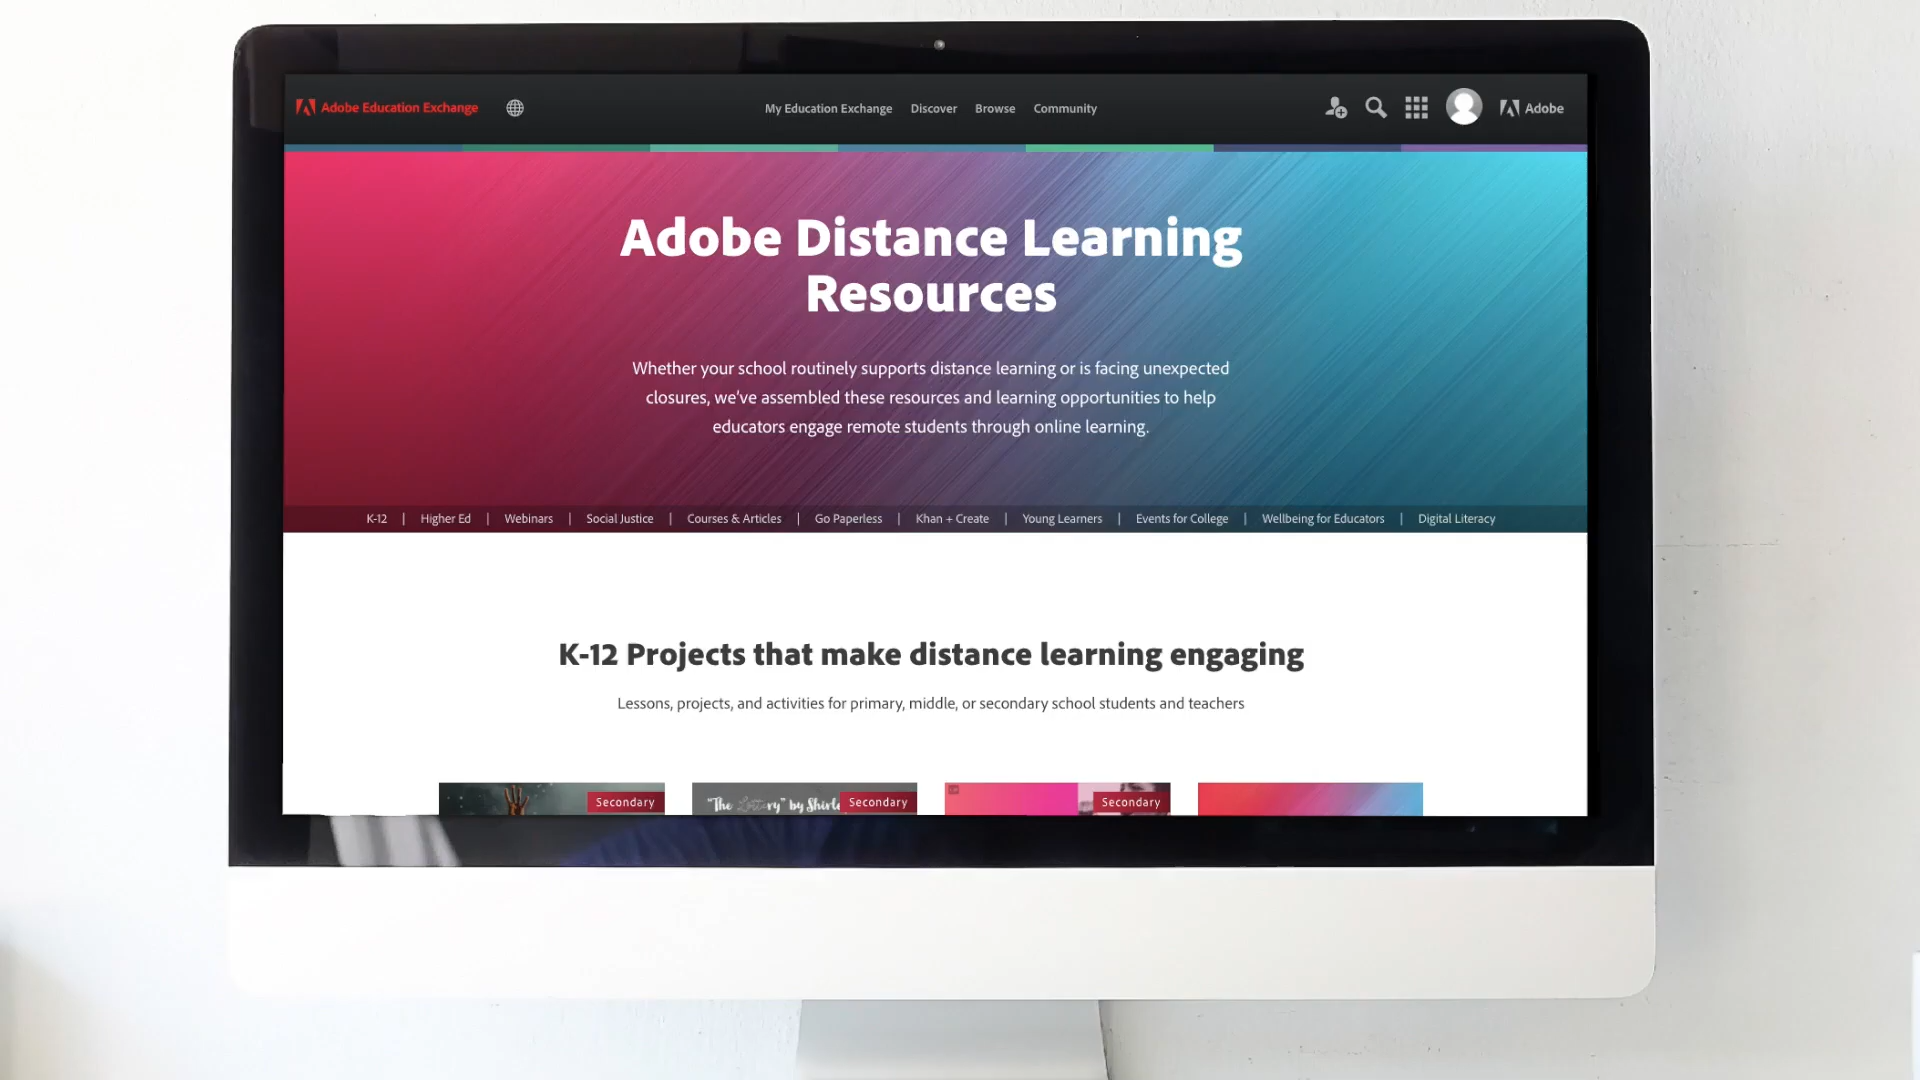 Adobe Education Exchange
My Education Exchange Discover Browse Community
Adobe
Adobe Distance Learning
Resources
Whether your school routinely supports distance learning or is facing unexpected
closures, we've assembled these resources and learning opportunities to help
educators engage remote students through online learning.
K-12 | Higher Ed | Webinars | Social Justice | Courses & Articles | Go Paperless | Khan + Create | Young Learners | Events for College | Wellbeing for Educators | Digital Literacy
K-12 Projects that make distance learning engaging
Lessons, projects, and activities for primary, middle, or secondary school students and teachers
Secondary
"The Lottery" by Shirle
Secondary
Secondary